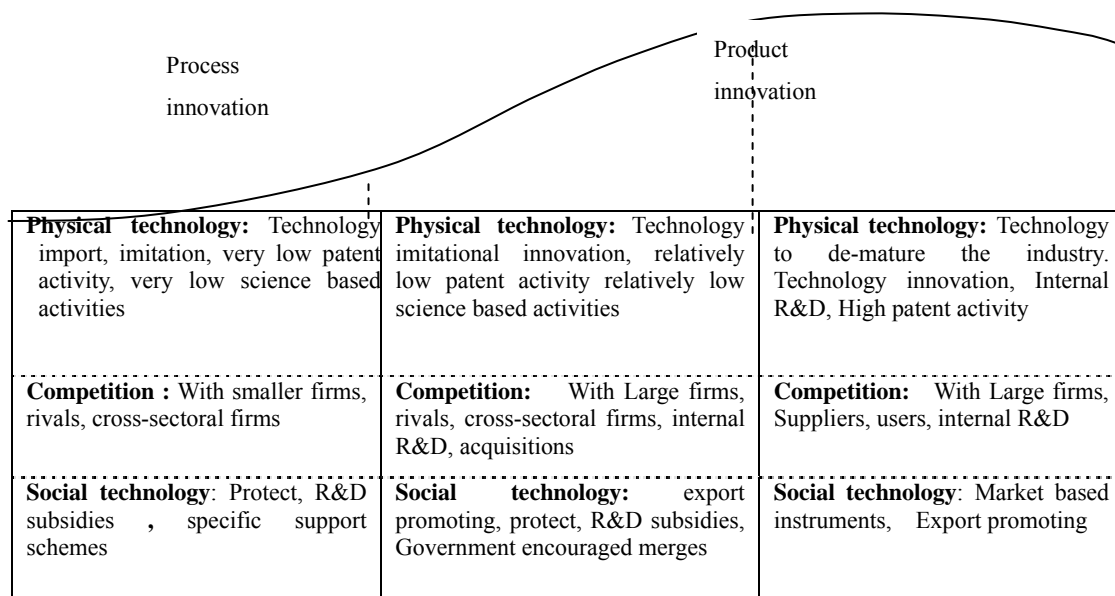 Process
innovation
Product
innovation
Physical technology: Technology
import, imitation, very low patent
activity, very low science based
activities
Physical technology: Technology
imitational innovation, relatively
low patent activity relatively low
science based activities
Physical technology: Technology
to de-mature the industry.
Technology innovation, Internal
R&D, High patent activity
Competition : With smaller firms,
rivals, cross-sectoral firms
Competition: With Large firms,
rivals, cross-sectoral firms, internal
R&D, acquisitions
Competition: With Large firms,
Suppliers, users, internal R&D
Social technology: Protect, R&D
subsidies , specific support
schemes
Social technology: export
promoting, protect, R&D subsidies,
Government encouraged merges
Social technology: Market based
instruments, Export promoting